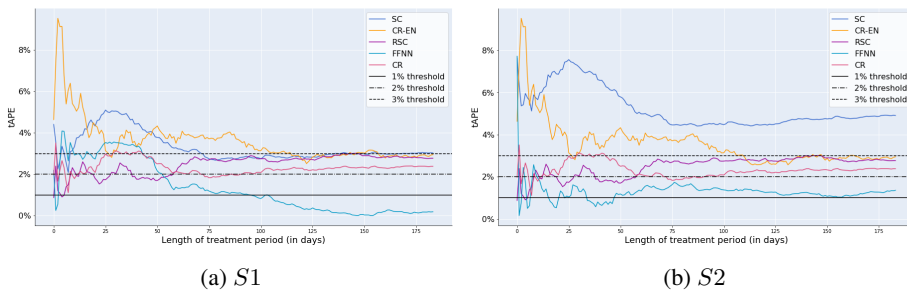 SC
CR-EN
RSC
FFNN
CR
1% threshold
2% threshold
3% threshold
8%
6%
4%
2%
0%
tAPE
0 25 50 75 100 125 150 175
Length of treatment period (in days)
(a) S1
SC
CR-EN
RSC
FFNN
CR
1% threshold
2% threshold
3% threshold
8%
6%
4%
2%
0%
tAPE
0 25 50 75 100 125 150 175
Length of treatment period (in days)
(b) S2